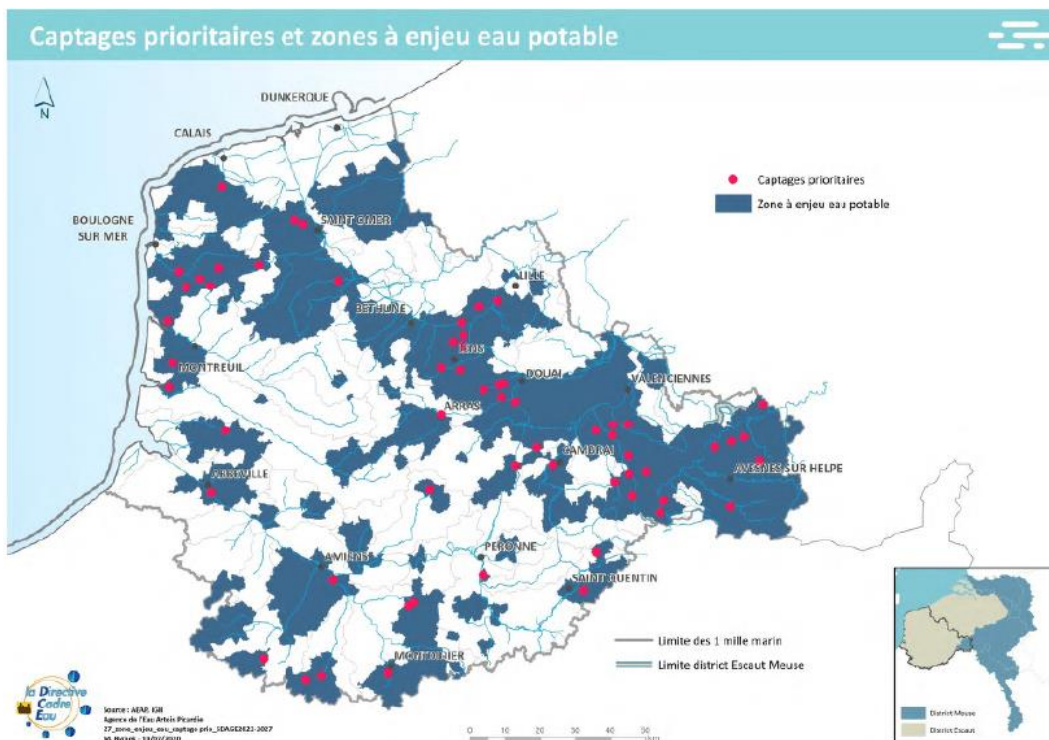 Captages prioritaires et zones à enjeu eau potable
N
DUNKERQUE
CALAIS
Captages prioritaires
Zone à enjeu eau potable
BOULOGNE
SUR MER
SAINT OMER
LILLE
BETHUNE
LENS
MONTREUIL
DOUAI
VALENCIENNES
ARRAS
CAMBRAI
AVESNES SUR HELPE
ABBEVILLE
PERONNE
AMIENS
SAINT QUENTIN
Limite des 1 mille marin
MONTDIDIER
Limite district Escaut Meuse
la Directive
Cadre
Eau
Source : AEAP, IGN
Agence de l'Eau Artois Picardie
0 10 20 30 40 50
District Meuse
District Escaut